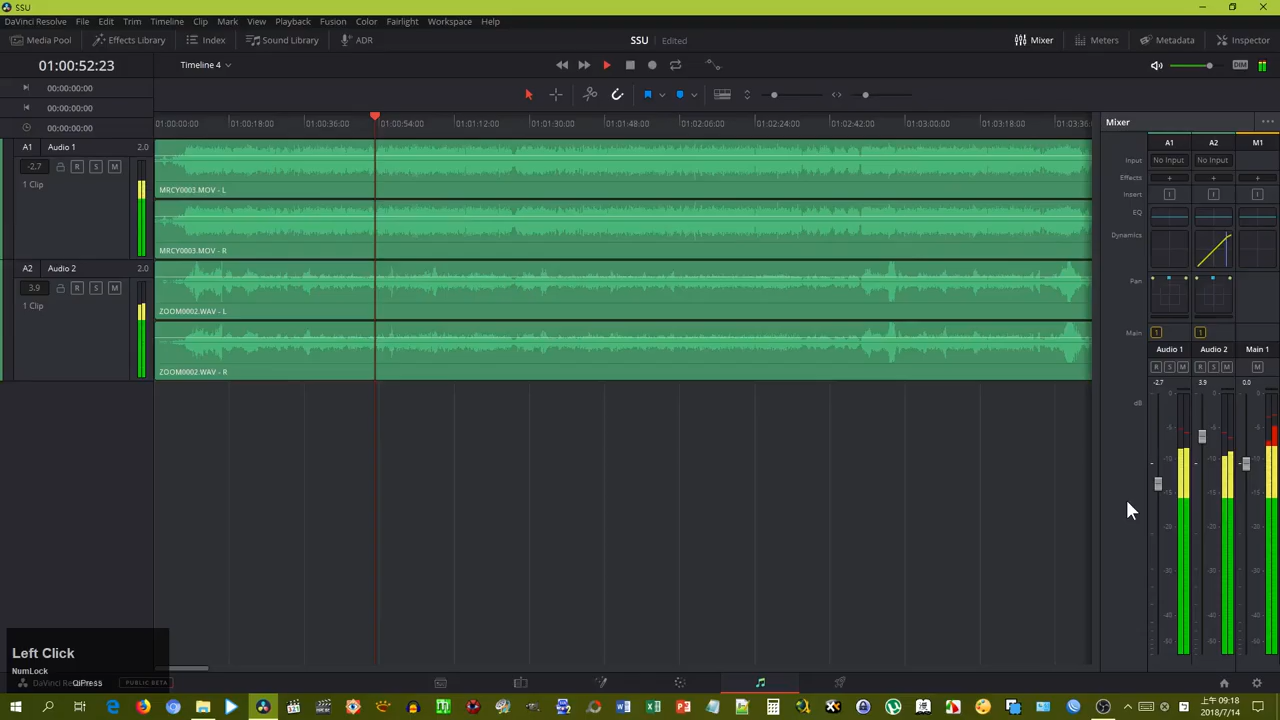 SSU
DaVinci Resolve File Edit Trim Timeline Clip Mark View Playback Fusion Color Fairlight Workspace Help
Media Pool Effects Library Index Sound Library ADR SSU Edited Mixer Meters Metadata Inspector
01:00:52:23 Timeline 4 DIM
00:00:00:00
00:00:00:00
00:00:00:00
01:00:00:00 01:00:18:00 01:00:36:00 01:00:54:00 01:01:12:00 01:01:30:00 01:01:48:00 01:02:06:00 01:02:24:00 01:02:42:00 01:03:00:00 01:03:18:00 01:03:36:0
Mixer
A1 Audio 1 2.0
-2.7 R S M
1 Clip
MRCY0003.MOV - L
MRCY0003.MOV - R
A2 Audio 2 2.0
3.9 R S M
1 Clip
ZOOM0002.WAV - L
ZOOM0002.WAV - R
A1 A2 M1
Input No Input No Input
Effects + + +
Insert
EQ
Dynamics
Pan
Main 1 1
Audio 1 Audio 2 Main 1
R S M R S M M
-2.7 3.9 0.0
dB
Left Click
NumLock
DaVinci Re QiPress PUBLIC BETA
上午 09:18
2018/7/14